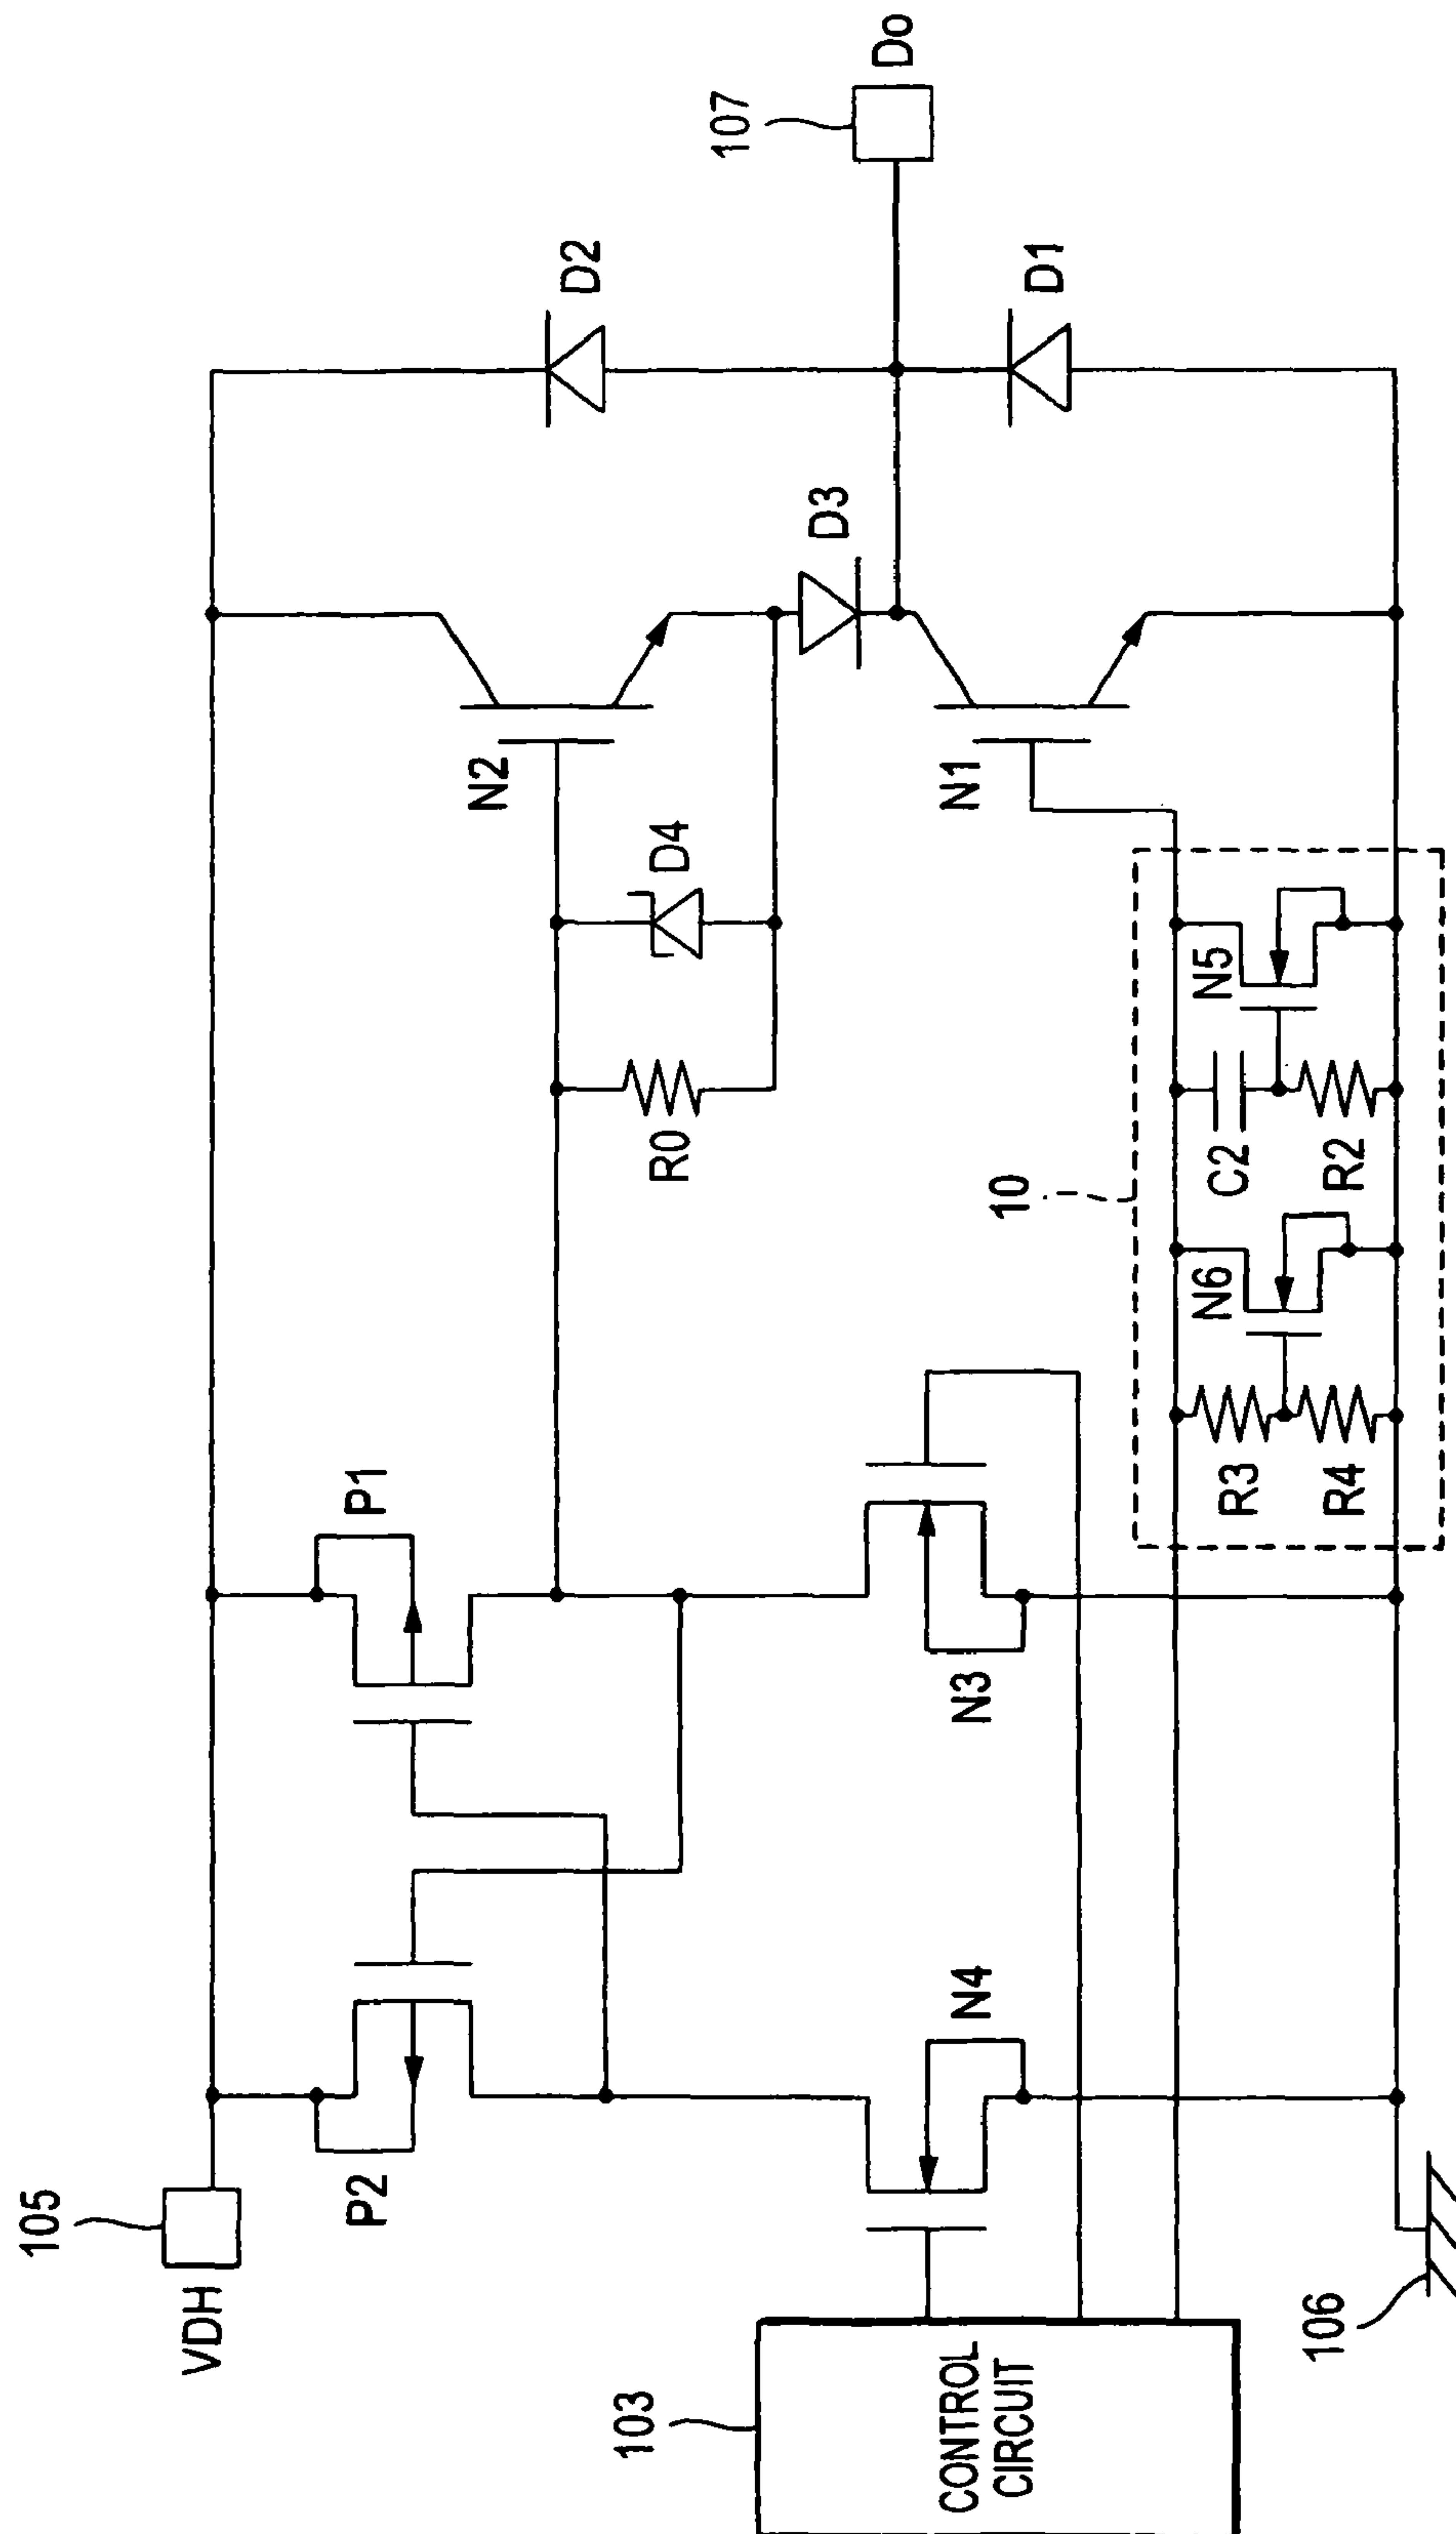 105
VDH
P2
P1
N2
D4
R0
D2
D3
107
Do
D1
N1
N3
N4
103
CONTROL
CIRCUIT
10
N6
N5
C2
R2
R3
R4
106